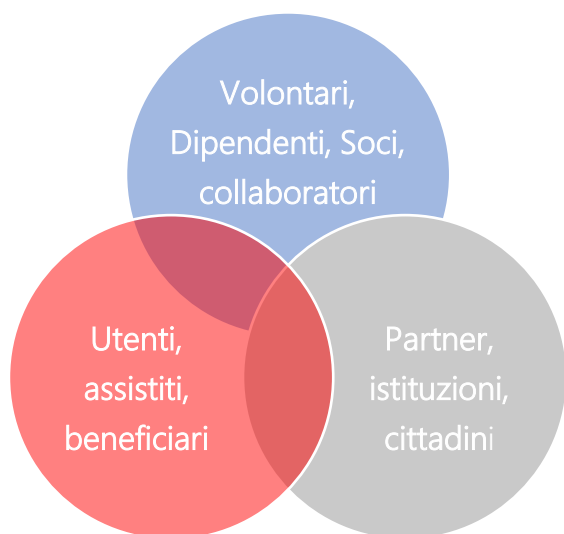 Volontari,
Dipendenti, Soci,
collaboratori
Utenti,
assistiti,
beneficiari
Partner,
istituzioni,
cittadini